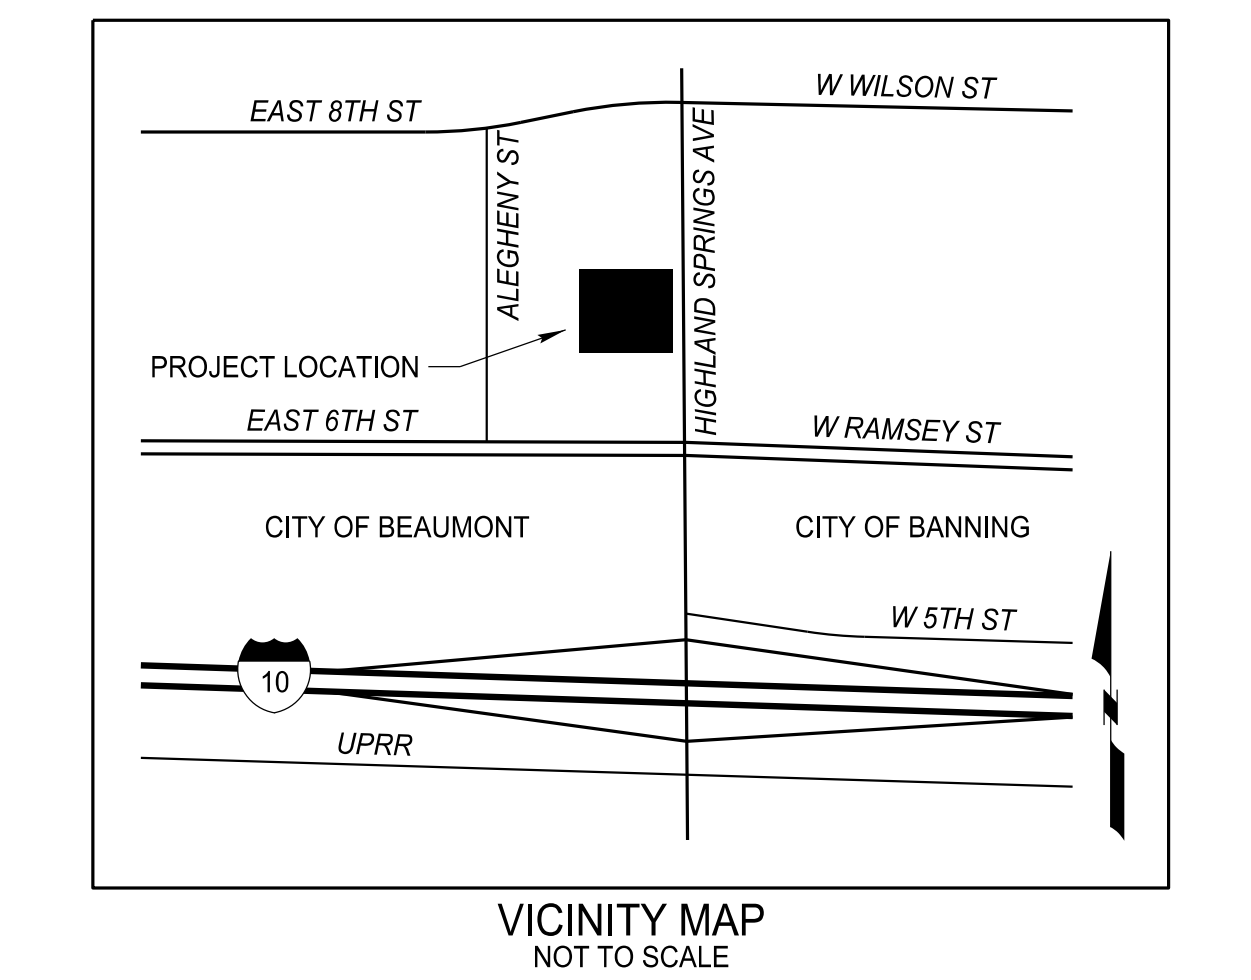 W WILSON ST
EAST 8TH ST
ALEGHENY ST
HIGHLAND SPRINGS AVE
PROJECT LOCATION
EAST 6TH ST
W RAMSEY ST
CITY OF BEAUMONT
CITY OF BANNING
W 5TH ST
10
N
UPRR
VICINITY MAP
NOT TO SCALE